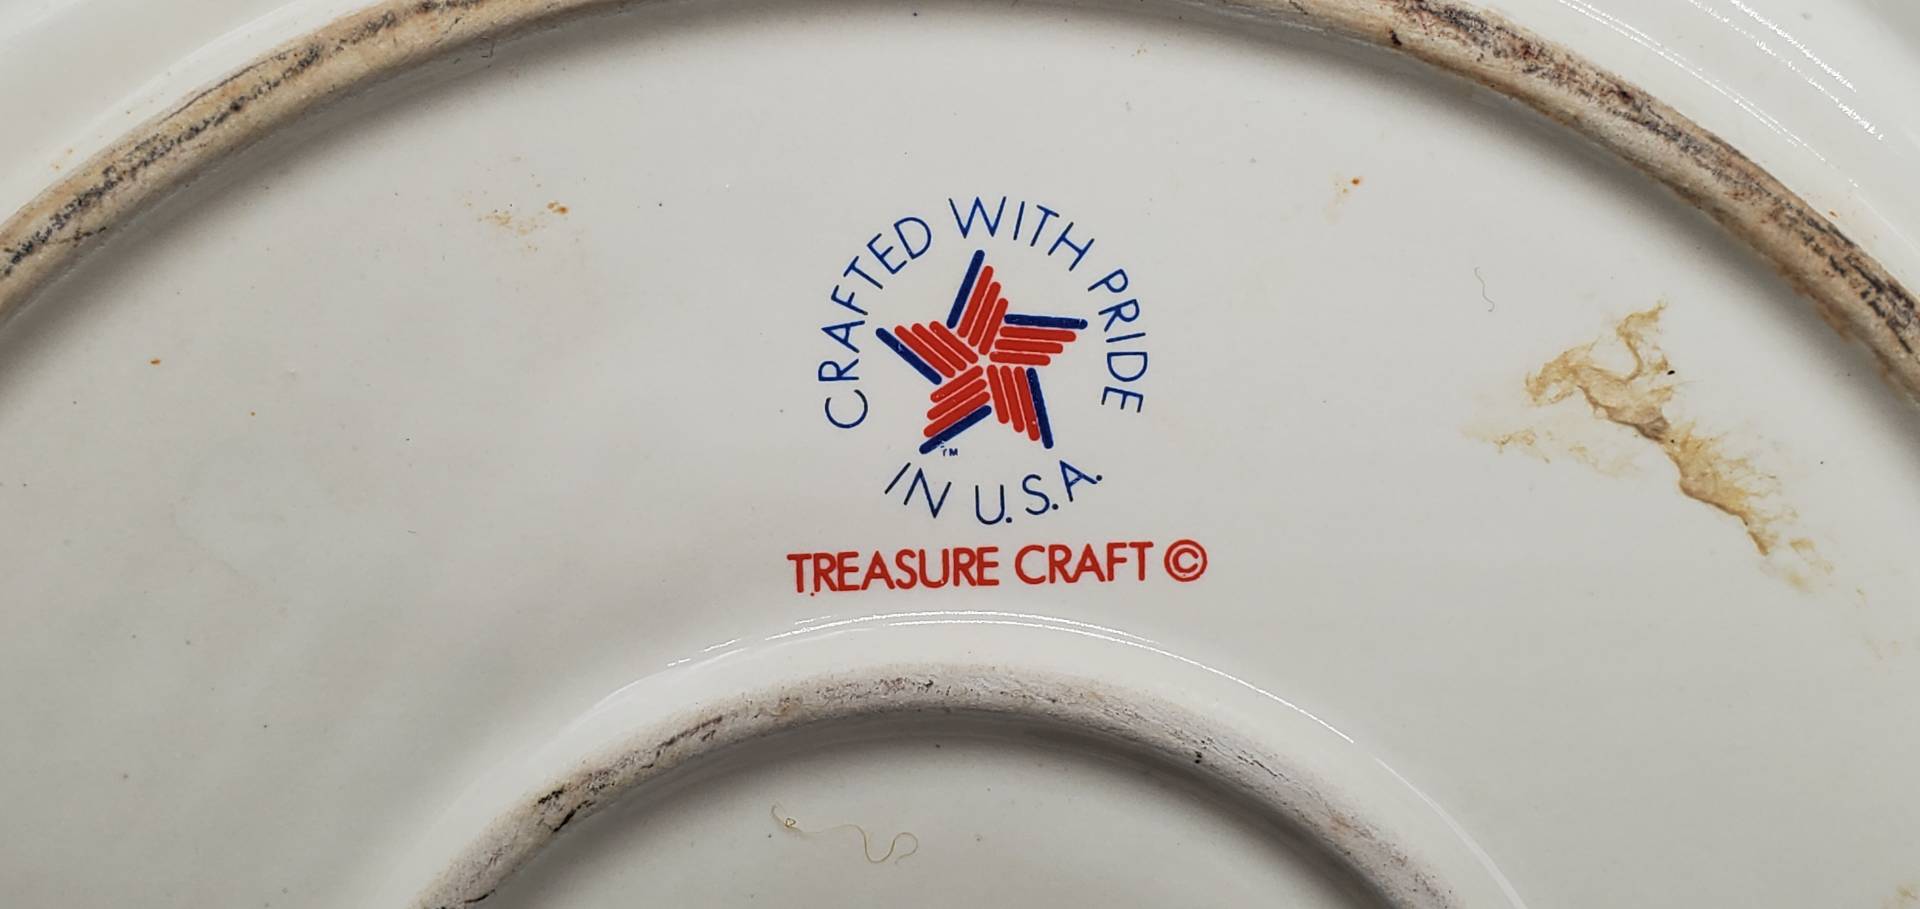 CRAFTED WITH PRIDE
IN U.S.A.
TM
TREASURE CRAFT ©